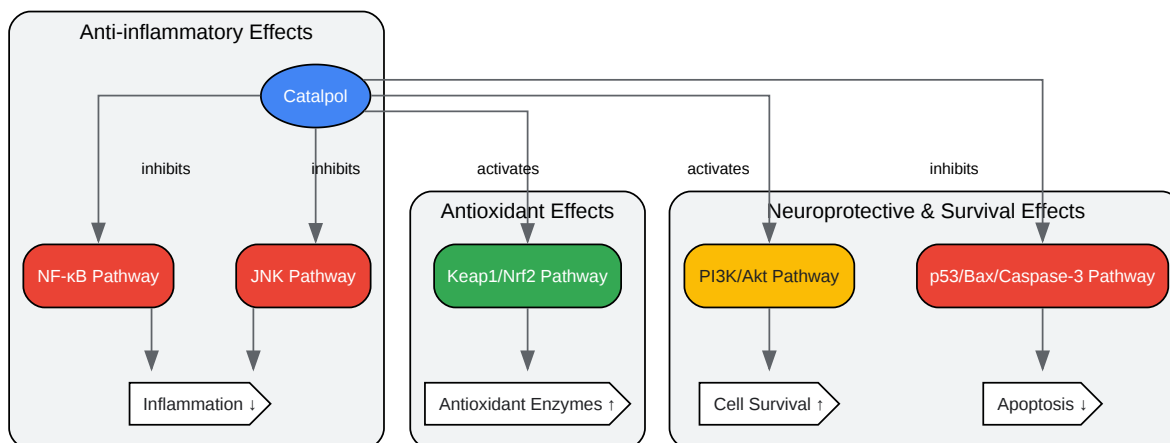 Anti-inflammatory Effects
Catalpol
inhibits
inhibits
activates
activates
inhibits
Antioxidant Effects
Neuroprotective & Survival Effects
NF-κB Pathway
JNK Pathway
Keap1/Nrf2 Pathway
PI3K/Akt Pathway
p53/Bax/Caspase-3 Pathway
Inflammation ↓
Antioxidant Enzymes ↑
Cell Survival ↑
Apoptosis ↓